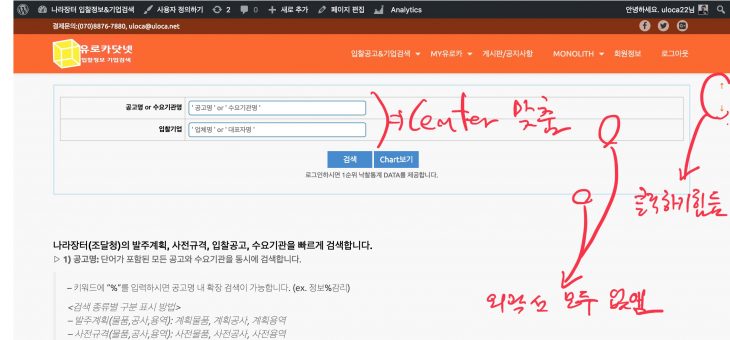 나라장터 입찰정보&기업검색 사용자 정의하기 2 0 새로 추가 페이지 편집 Analytics 안녕하세요, uloca22님
결제문의:(070)8876-7880, uloca@uloca.net
유로카닷넷
입찰정보 기업검색
입찰공고&기업검색 MY유로카 게시판/공지사항 MONOLITH 회원정보 로그아웃
공고명 or 수요기관명 ' 공고명 ' or ' 수요기관명 '
입찰기업 ' 업체명 ' or ' 대표자명 '
Center 맞춤
검색 Chart보기
로그인하시면 1순위 낙찰통계 DATA를 제공합니다.
클릭하기힘듦
나라장터(조달청)의 발주계획, 사전규격, 입찰공고, 수요기관을 빠르게 검색합니다.
▷ 1) 공고명: 단어가 포함된 모든 공고와 수요기관을 동시에 검색합니다.
외곽선 모두 없앰
– 키워드에 "%"를 입력하시면 공고명 내 확장 검색이 가능합니다. (ex. 정보%감리)
<검색 종류별 구분 표시 방법>
– 발주계획(물품,공사,용역): 계획물품, 계획공사, 계획용역
– 사전규격(물품,공사,용역): 사전물품, 사전공사, 사전용역